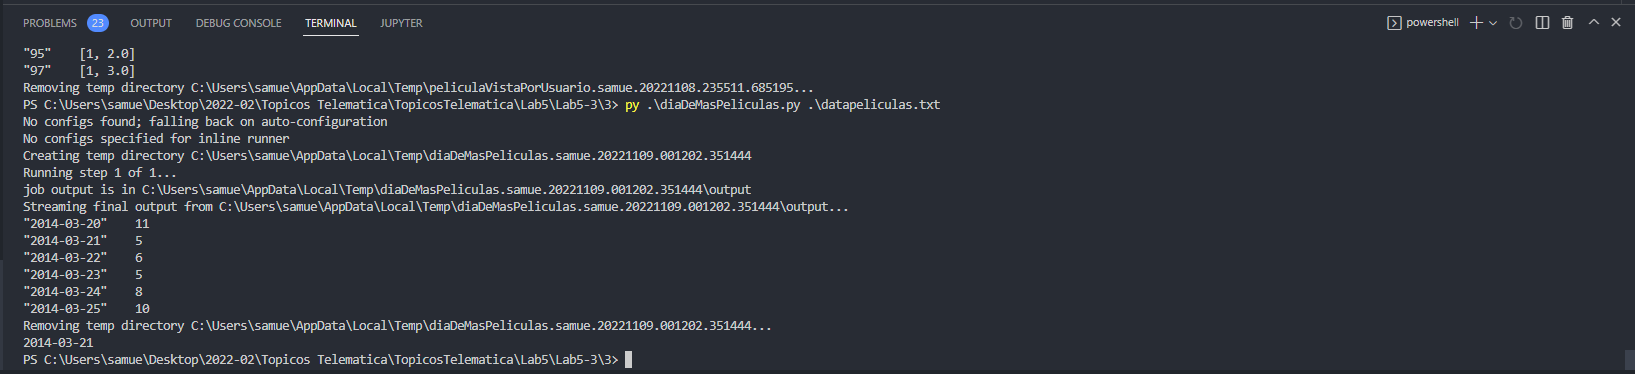 PROBLEMS 23 OUTPUT DEBUG CONSOLE TERMINAL JUPYTER powershell
"95" [1, 2.0]
"97" [1, 3.0]
Removing temp directory C:\Users\samue\AppData\Local\Temp\peliculaVistaPorUsuario.samue.20221108.235511.685195...
PS C:\Users\samue\Desktop\2022-02\Topicos Telematica\TopicosTelematica\Lab5\Lab5-3\3> py .\diaDeMasPeliculas.py .\datapeliculas.txt
No configs found; falling back on auto-configuration
No configs specified for inline runner
Creating temp directory C:\Users\samue\AppData\Local\Temp\diaDeMasPeliculas.samue.20221109.001202.351444
Running step 1 of 1...
job output is in C:\Users\samue\AppData\Local\Temp\diaDeMasPeliculas.samue.20221109.001202.351444\output
Streaming final output from C:\Users\samue\AppData\Local\Temp\diaDeMasPeliculas.samue.20221109.001202.351444\output...
"2014-03-20" 11
"2014-03-21" 5
"2014-03-22" 6
"2014-03-23" 5
"2014-03-24" 8
"2014-03-25" 10
Removing temp directory C:\Users\samue\AppData\Local\Temp\diaDeMasPeliculas.samue.20221109.001202.351444...
2014-03-21
PS C:\Users\samue\Desktop\2022-02\Topicos Telematica\TopicosTelematica\Lab5\Lab5-3\3>